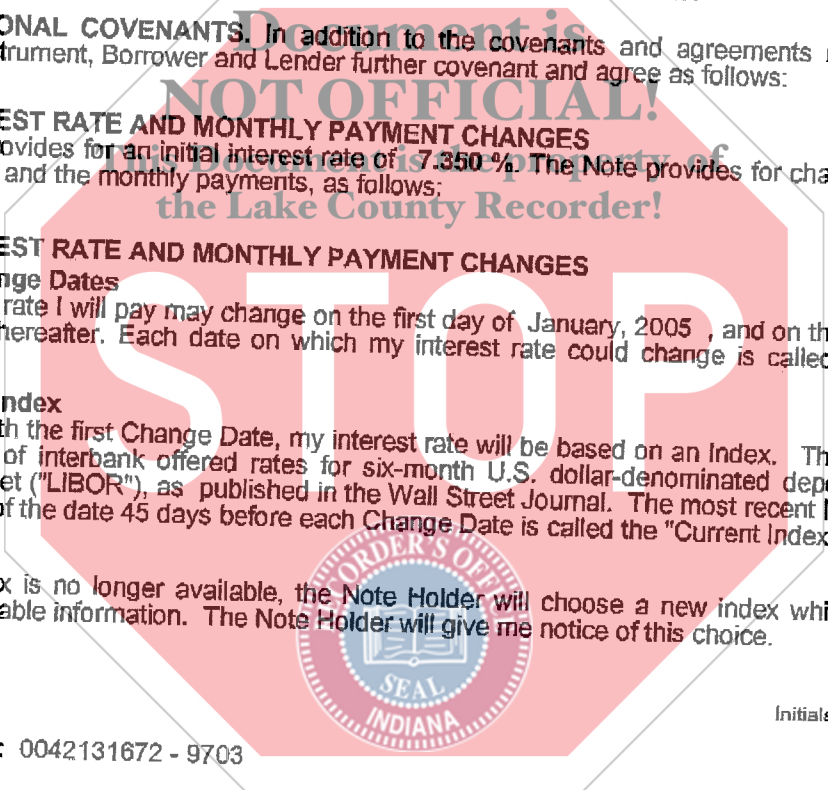 ONAL COVENANTS. In addition to the covenants and agreements
trument, Borrower and Lender further covenant and agree as follows:
Document is
NOT OFFICIAL!
This Document is the property of
the Lake County Recorder!
EST RATE AND MONTHLY PAYMENT CHANGES
ovides for an initial interest rate of 7.350 %. The Note provides for cha
and the monthly payments, as follows:
EST RATE AND MONTHLY PAYMENT CHANGES
nge Dates
rate I will pay may change on the first day of January, 2005 , and on th
hereafter. Each date on which my interest rate could change is called
STOP
ndex
th the first Change Date, my interest rate will be based on an Index. Th
of interbank offered rates for six-month U.S. dollar-denominated depo
et ("LIBOR"), as published in the Wall Street Journal. The most recent I
of the date 45 days before each Change Date is called the "Current Index
x is no longer available, the Note Holder will choose a new index whi
able information. The Note Holder will give me notice of this choice.
RECORDER'S OFFICE
SEAL
INDIANA
Initials
: 0042131672 - 9703